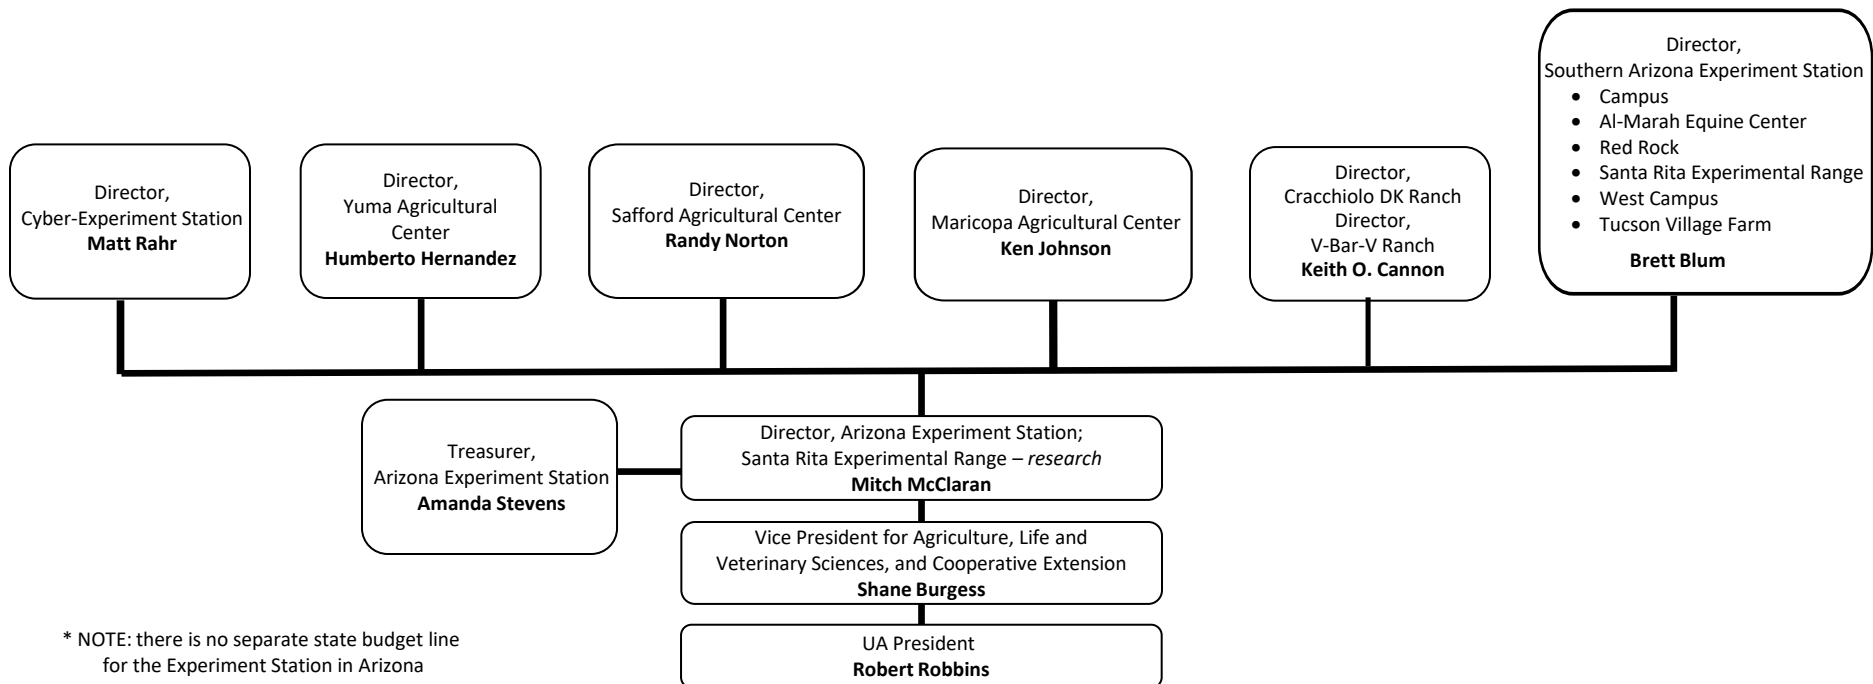 Director,
Cyber-Experiment Station
Matt Rahr
Director,
Yuma Agricultural
Center
Humberto Hernandez
Director,
Safford Agricultural Center
Randy Norton
Director,
Maricopa Agricultural Center
Ken Johnson
Director,
Cracchiolo DK Ranch
Director,
V-Bar-V Ranch
Keith O. Cannon
Director,
Southern Arizona Experiment Station
• Campus
• Al-Marah Equine Center
• Red Rock
• Santa Rita Experimental Range
• West Campus
• Tucson Village Farm
Brett Blum
Treasurer,
Arizona Experiment Station
Amanda Stevens
Director, Arizona Experiment Station;
Santa Rita Experimental Range – research
Mitch McClaran
Vice President for Agriculture, Life and
Veterinary Sciences, and Cooperative Extension
Shane Burgess
UA President
Robert Robbins
* NOTE: there is no separate state budget line
for the Experiment Station in Arizona